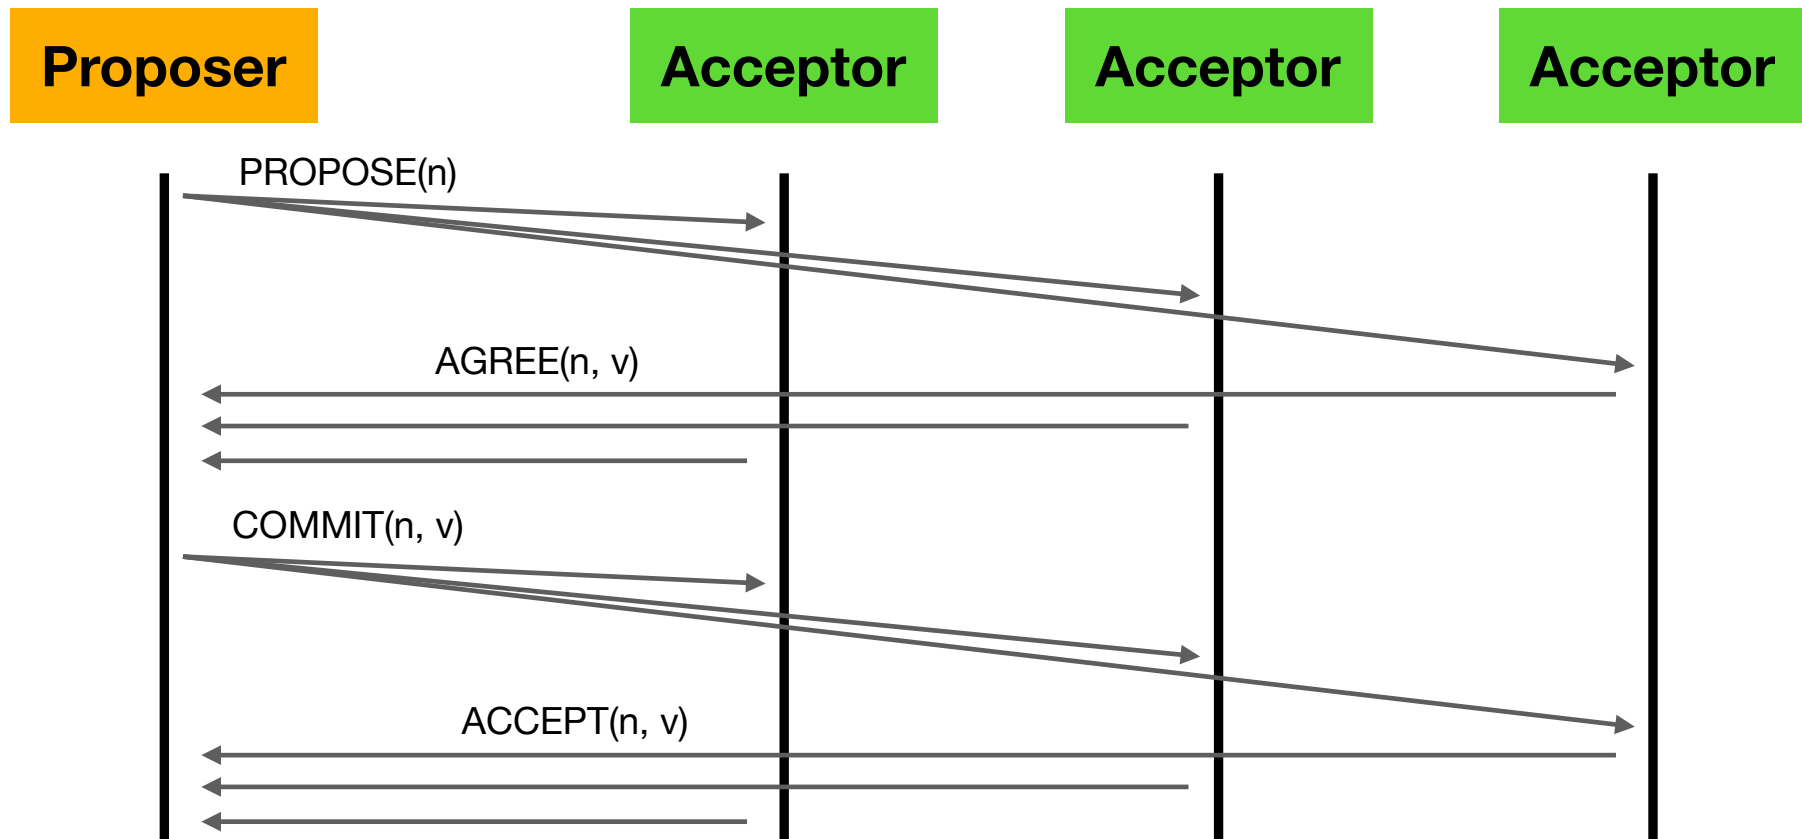 Proposer
Acceptor
Acceptor
Acceptor
PROPOSE(n)
AGREE(n, v)
COMMIT(n, v)
ACCEPT(n, v)